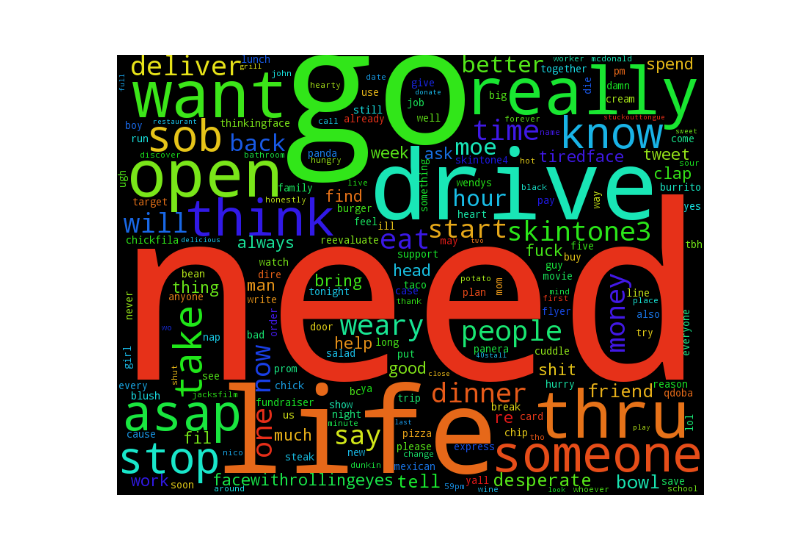 full
grill
lunch
john
hearty
date
give
worker
mcdonald
deliver
use
big
better
together
die
pm
spend
damn
cream
want
go
really
donate
job
still
call
already
well
forever
stuckouttongue
restaurant
boy
thinkingface
run
sob
back
panda
week
ask
moe
time
name
know
sweet
come
tweet
discover
bathroom
hungry
skintone4
hot
tiredface
sour
ugh
open
family
live
something
wendys
black
way
clap
target
honestly
find
drive
hour
pay
burrito
yes
think
burger
feel
heart
will
ill
start
skintone3
chickfila
delicious
always
reevaluate
eat
may
two
fuck
five
tbh
watch
support
head
guy
buy
bean
dire
taco
movie
thing
man
bring
potato
mom
mind
line
never
anyone
write
tonight
case
plan
first
place
need
thank
flyer
money
also
everyone
order
door
weary
people
try
girl
nap
now
bad
help
long
panera
salad
put
49stall
cuddle
take
see
prom
good
close
shit
reason
every
shut
chick
bc
ya
hurry
blush
jacksfilm
fundraiser
trip
dinner
friend
qdoba
asap
us
show
break
one
life
night
re
card
thru
lol
cause
fil
much
minute
say
last
tho
play
nico
pizza
chip
stop
steak
new
please
express
someone
change
dunkin
mexican
work
soon
facewithrollingeyes
tell
yall
desperate
bowl
save
around
59pm
wine
look
whoever
school